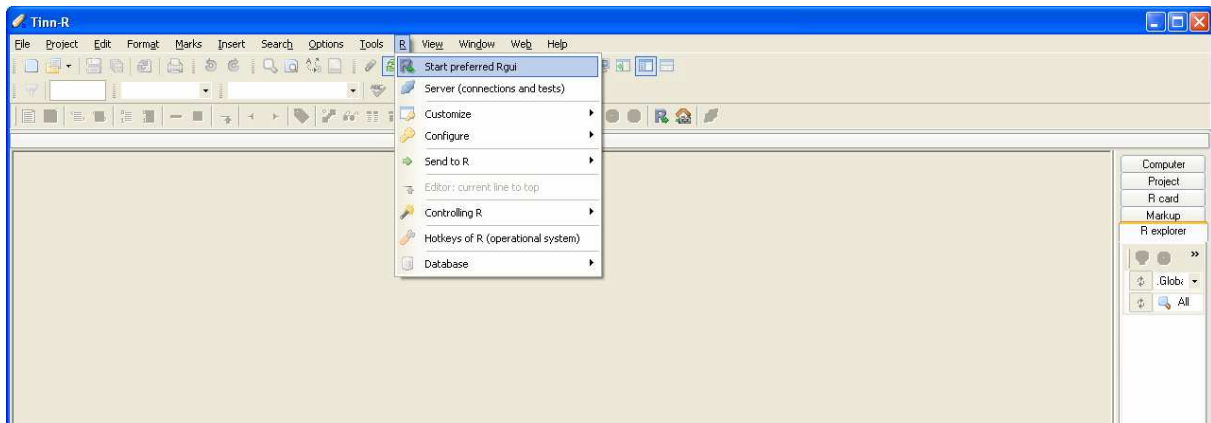 Tinn-R
File Project Edit Format Marks Insert Search Options Tools R View Window Web Help
Start preferred Rgui
Server (connections and tests)
Customize
Configure
Send to R
Editor: current line to top
Controlling R
Hotkeys of R (operational system)
Database
Computer
Project
R card
Markup
R explorer
»
.Globa
All